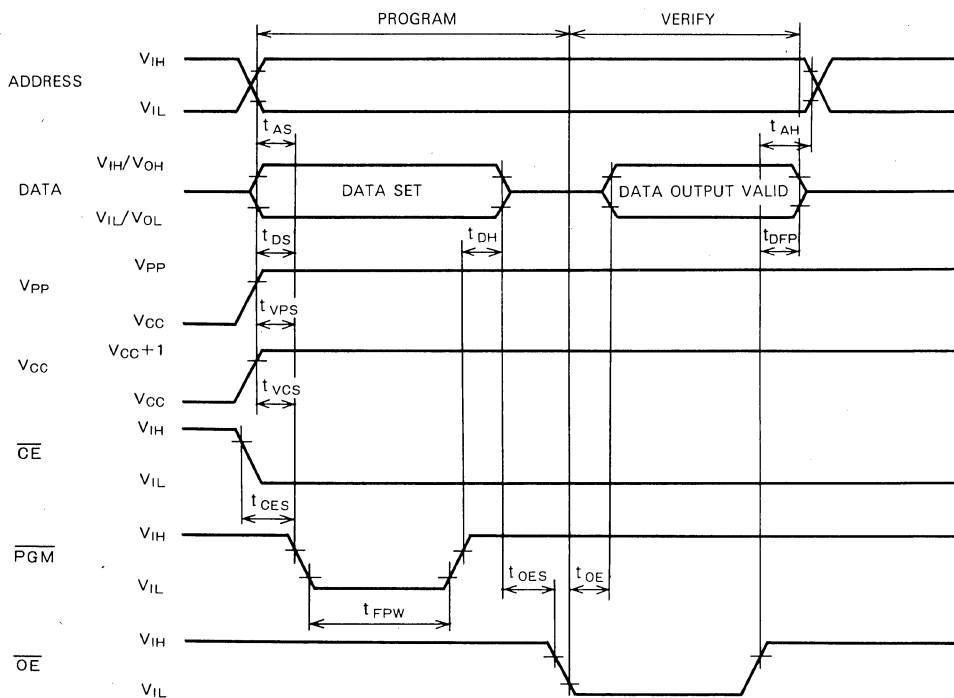 PROGRAM VERIFY
ADDRESS
VIH
VIL
tAS
tAH
DATA
VIH/VOH
VIL/VOL
DATA SET
DATA OUTPUT VALID
tDS
tDH
tDFP
VPP
VPP
VCC
tVPS
VCC
VCC+1
VCC
tVCS
CE
VIH
VIL
tCES
PGM
VIH
VIL
tFPW
tOES
tOE
OE
VIH
VIL